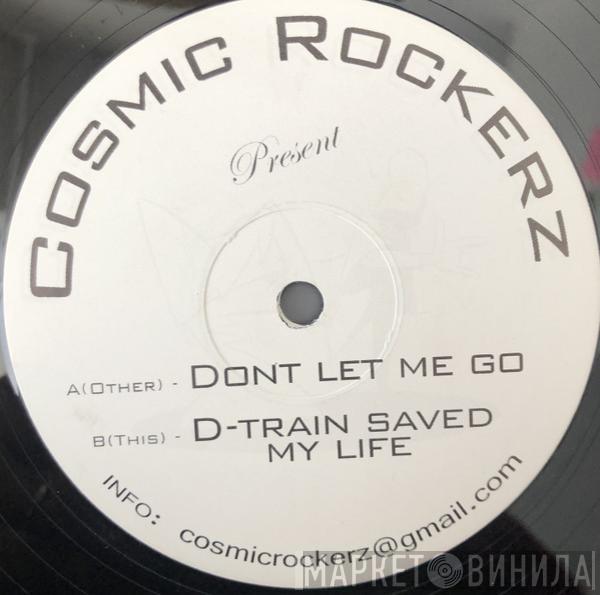 COSMIC ROCKERZ
Present
A(OTHER) - DONT LET ME GO
B(THIS) - D-TRAIN SAVED
MY LIFE
INFO: cosmicrockerz@gmail.com
МАРКЕТ ВИНИЛА